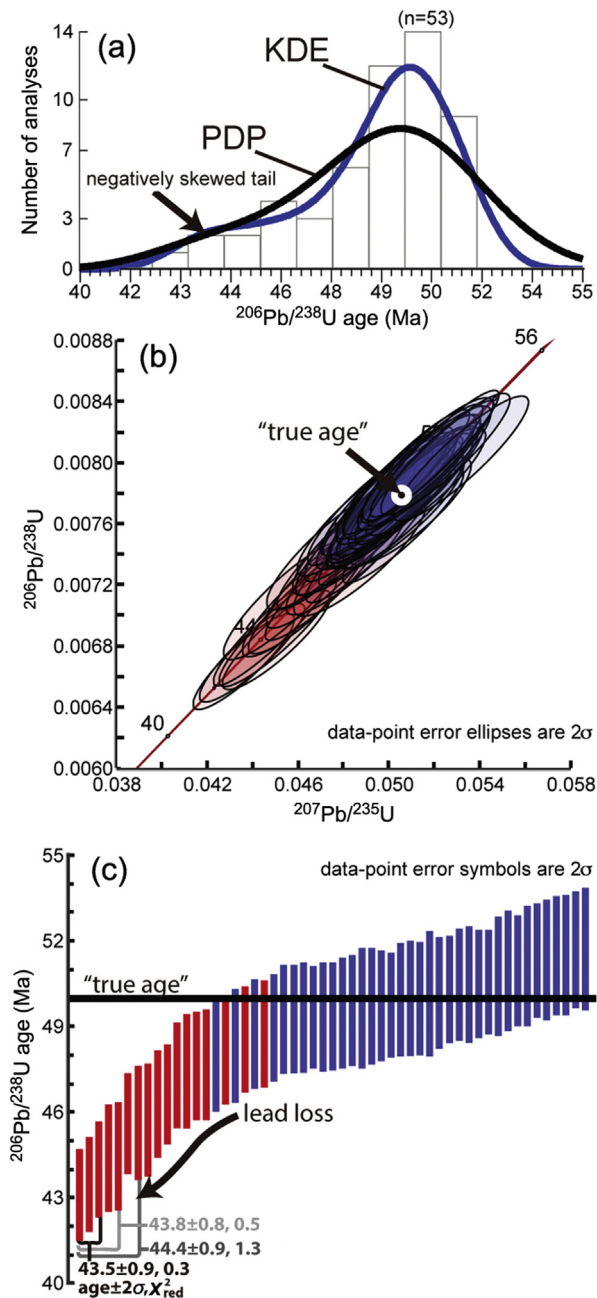 (a)
(n=53)
KDE
PDP
negatively skewed tail
Number of analyses
14
10
7
3
0
40 42 43 44 46 47 48 49 50 52 53 55
²⁰⁶Pb/²³⁸U age (Ma)
(b)
56
"true age"
44
40
data-point error ellipses are 2σ
²⁰⁶Pb/²³⁸U
0.0088
0.0084
0.0080
0.0076
0.0072
0.0068
0.0064
0.0060
0.038 0.042 0.046 0.050 0.054 0.058
²⁰⁷Pb/²³⁵U
(c)
data-point error symbols are 2σ
"true age"
lead loss
²⁰⁶Pb/²³⁸U age (Ma)
55
52
49
46
43
40
43.8±0.8, 0.5
44.4±0.9, 1.3
43.5±0.9, 0.3
age±2σ,χ²red